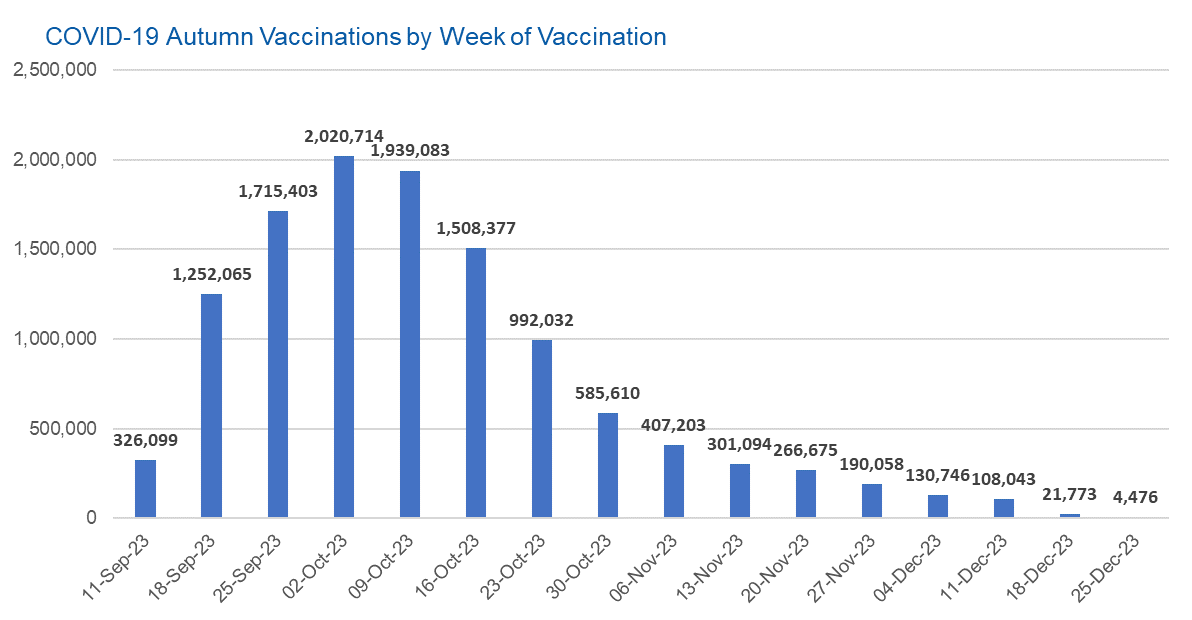 COVID-19 Autumn Vaccinations by Week of Vaccination
2,500,000
2,000,000
1,500,000
1,000,000
500,000
0
326,099
1,252,065
1,715,403
2,020,714
1,939,083
1,508,377
992,032
585,610
407,203
301,094
266,675
190,058
130,746
108,043
21,773
4,476
11-Sep-23
18-Sep-23
25-Sep-23
02-Oct-23
09-Oct-23
16-Oct-23
23-Oct-23
30-Oct-23
06-Nov-23
13-Nov-23
20-Nov-23
27-Nov-23
04-Dec-23
11-Dec-23
18-Dec-23
25-Dec-23